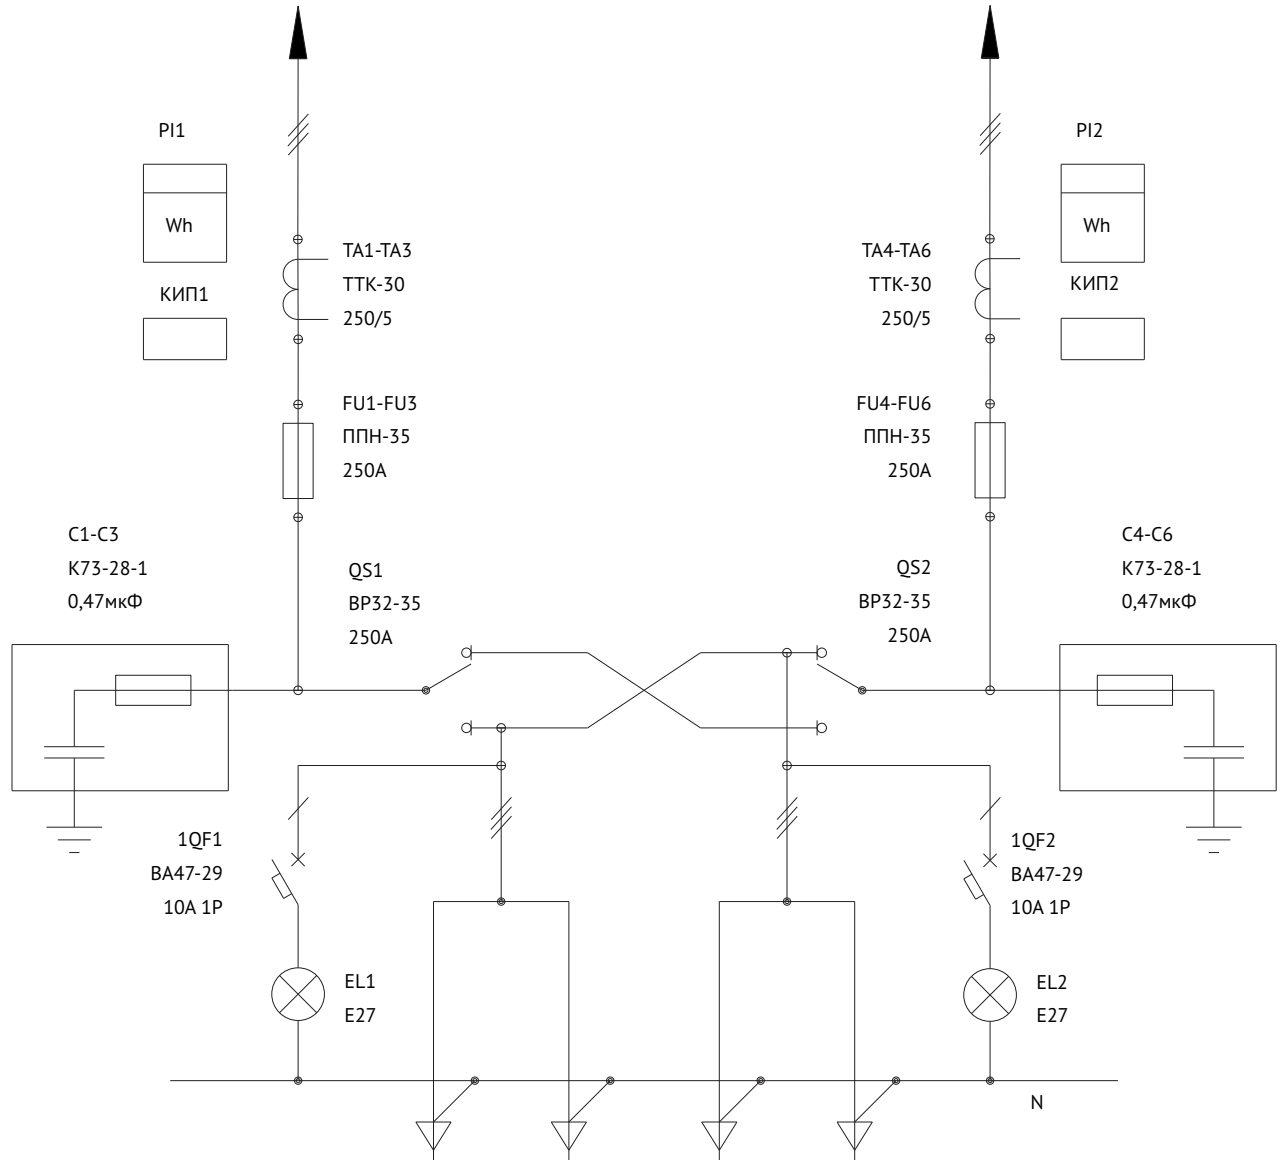 PI1
Wh
КИП1
TA1-TA3
ТТК-30
250/5
FU1-FU3
ППН-35
250А
C1-C3
К73-28-1
0,47мкФ
QS1
ВР32-35
250А
PI2
Wh
КИП2
TA4-TA6
ТТК-30
250/5
FU4-FU6
ППН-35
250А
QS2
ВР32-35
250А
C4-C6
К73-28-1
0,47мкФ
1QF1
ВА47-29
10А 1Р
EL1
E27
1QF2
ВА47-29
10А 1Р
EL2
E27
N